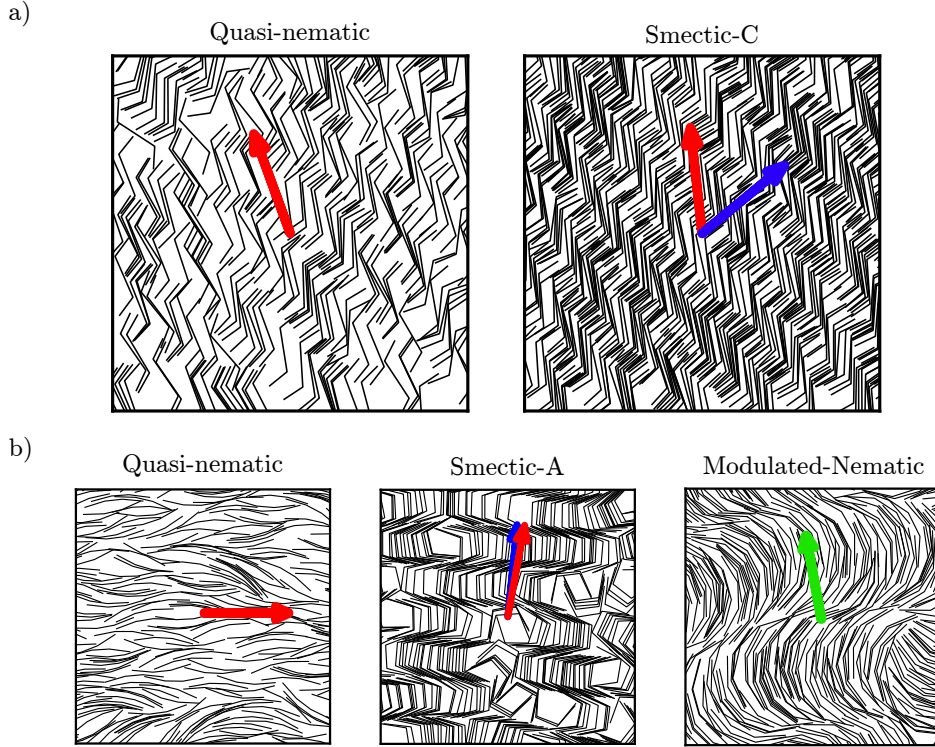 a)
Quasi-nematic
Smectic-C
b)
Quasi-nematic
Smectic-A
Modulated-Nematic